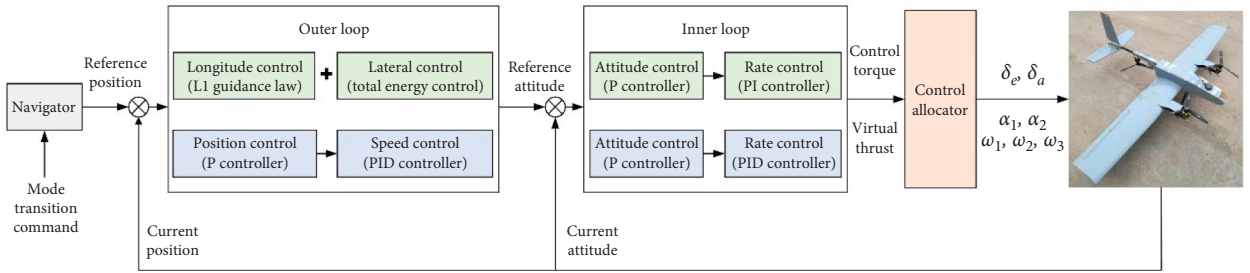 Navigator
Mode
transition
command
Reference
position
Current
position
Outer loop
Longitude control
(L1 guidance law)
+
Lateral control
(total energy control)
Position control
(P controller)
Speed control
(PID controller)
Reference
attitude
Current
attitude
Inner loop
Attitude control
(P controller)
Rate control
(PI controller)
Attitude control
(P controller)
Rate control
(PID controller)
Control
torque
Virtual
thrust
Control
allocator
δe, δa
α1, α2
ω1, ω2, ω3